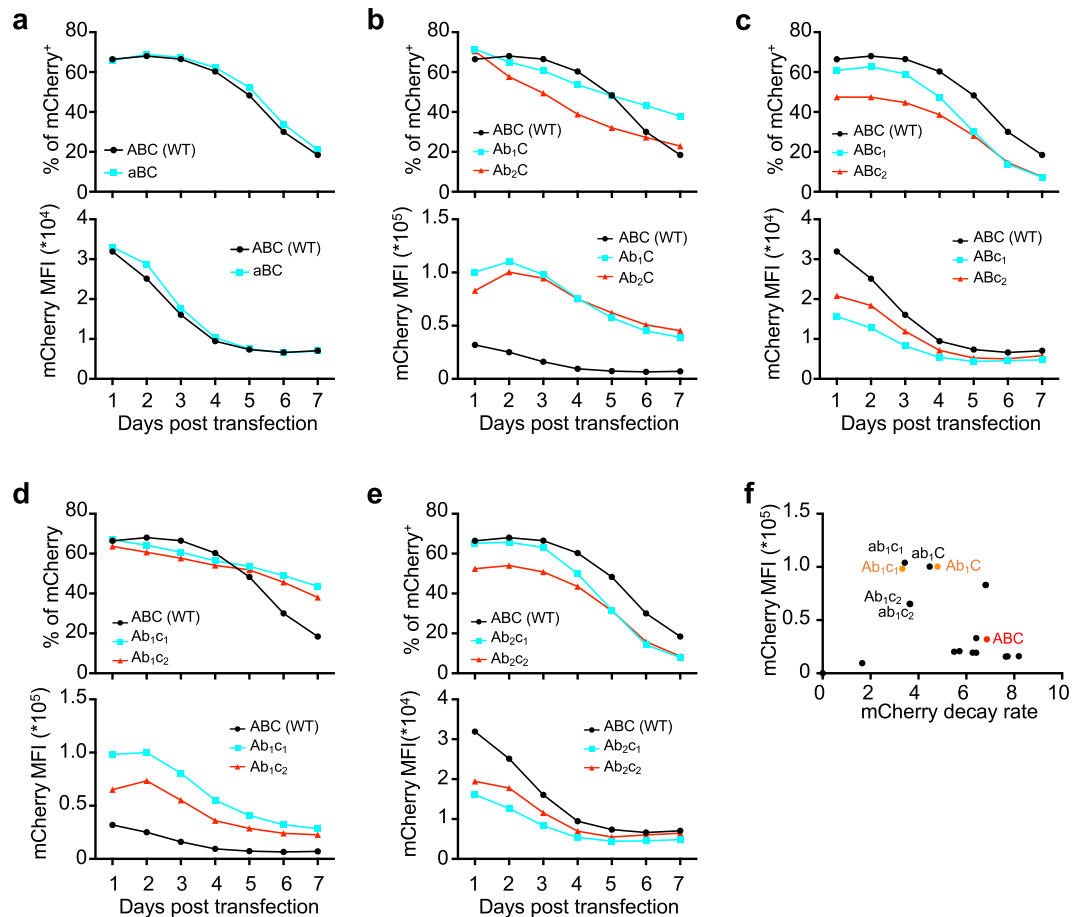 a
% of mCherry⁺
80
60
40
20
0
ABC (WT)
aBC
mCherry MFI (*10⁴)
4
3
2
1
0
ABC (WT)
aBC
1 2 3 4 5 6 7
Days post transfection
b
% of mCherry⁺
80
60
40
20
0
ABC (WT)
Ab₁C
Ab₂C
mCherry MFI (*10⁵)
1.5
1.0
0.5
0
ABC (WT)
Ab₁C
Ab₂C
1 2 3 4 5 6 7
Days post transfection
c
% of mCherry⁺
80
60
40
20
0
ABC (WT)
ABc₁
ABc₂
mCherry MFI (*10⁴)
4
3
2
1
0
ABC (WT)
ABc₁
ABc₂
1 2 3 4 5 6 7
Days post transfection
d
% of mCherry
80
60
40
20
0
ABC (WT)
Ab₁c₁
Ab₁c₂
mCherry MFI (*10⁵)
1.5
1.0
0.5
0
ABC (WT)
Ab₁c₁
Ab₁c₂
1 2 3 4 5 6 7
Days post transfection
e
% of mCherry⁺
80
60
40
20
0
ABC (WT)
Ab₂c₁
Ab₂c₂
mCherry MFI(*10⁴)
4
3
2
1
0
ABC (WT)
Ab₂c₁
Ab₂c₂
1 2 3 4 5 6 7
Days post transfection
f
mCherry MFI (*10⁵)
1.5
1.0
0.5
0
ab₁c₁
ab₁C
Ab₁c₁
Ab₁C
Ab₁c₂
ab₁c₂
ABC
0 2 4 6 8 10
mCherry decay rate